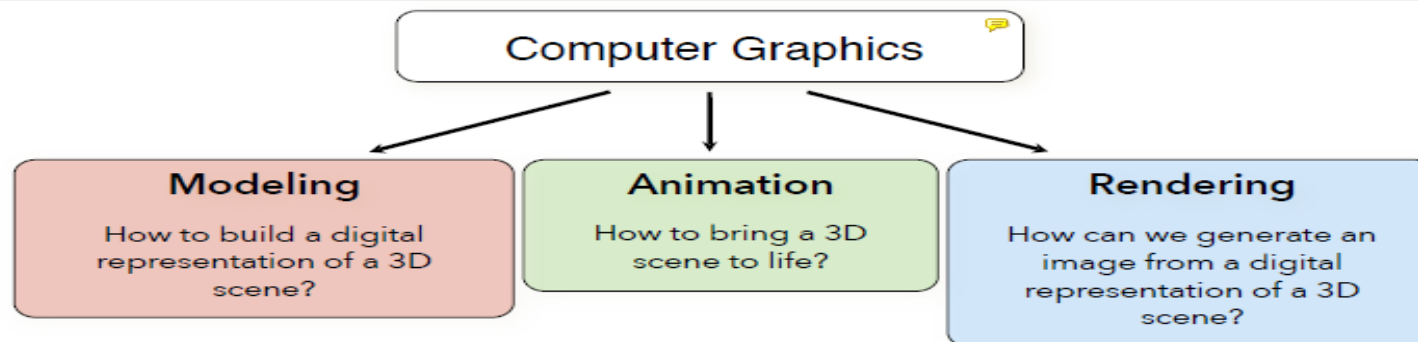 Computer Graphics
Modeling
How to build a digital
representation of a 3D
scene?
Animation
How to bring a 3D
scene to life?
Rendering
How can we generate an
image from a digital
representation of a 3D
scene?